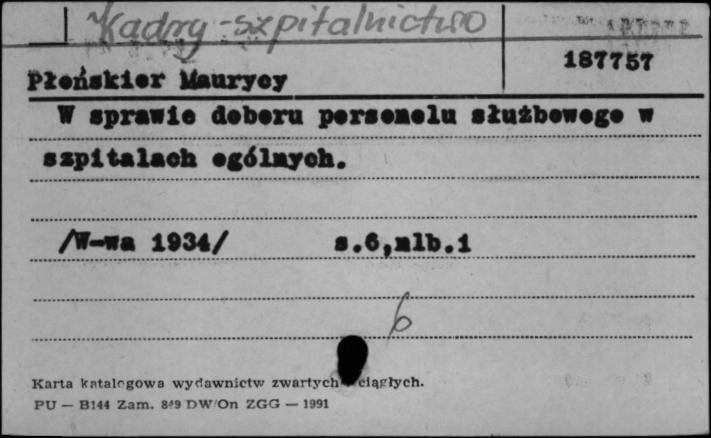 Kadry-szpitalnictwo
187757
Płońskier Maurycy
W sprawie doboru personelu służbowego w
szpitalach ogólnych.
/W-wa 1934/ s.6,nlb.1
6
Karta katalogowa wydawnictw zwartych ciągłych.
PU — B144 Zam. 849 DW/On ZGG — 1991